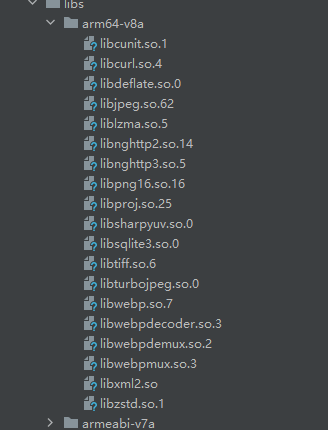 libs
arm64-v8a
libcunit.so.1
libcurl.so.4
libdeflate.so.0
libjpeg.so.62
liblzma.so.5
libnghttp2.so.14
libnghttp3.so.5
libpng16.so.16
libproj.so.25
libsharpyuv.so.0
libsqlite3.so.0
libtiff.so.6
libturbojpeg.so.0
libwebp.so.7
libwebpdecoder.so.3
libwebpdemux.so.2
libwebpmux.so.3
libxml2.so
libzstd.so.1
armeabi-v7a